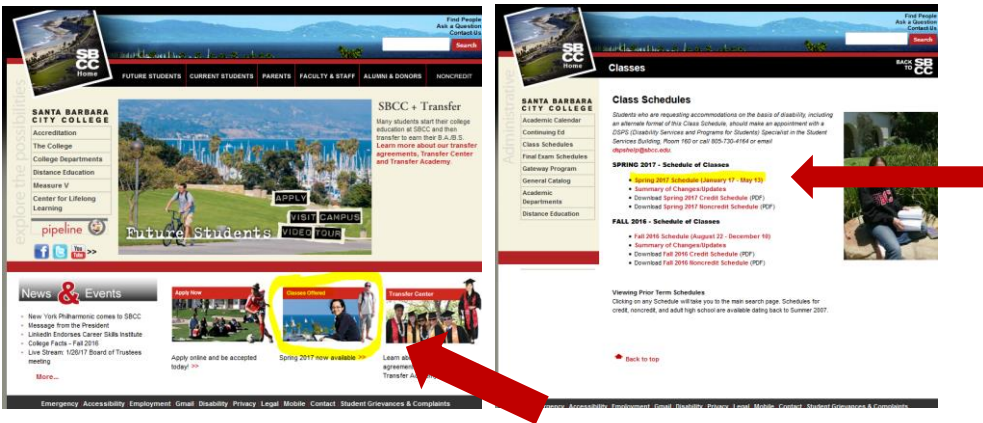 Find People
Ask a Question
Contact Us
Search
SB
CC
Home
FUTURE STUDENTS CURRENT STUDENTS PARENTS FACULTY & STAFF ALUMNI & DONORS NONCREDIT
explore the possibilities
SANTA BARBARA
CITY COLLEGE
Accreditation
The College
College Departments
Distance Education
Measure V
Center for Lifelong
Learning
pipeline
f
You
Tube
>>
APPLY
VISIT CAMPUS
VIDEO TOUR
Future Students
SBCC + Transfer
Many students start their college
education at SBCC and then
transfer to earn their B.A./B.S.
Learn more about our transfer
agreements, Transfer Center
and Transfer Academy.
News & Events
New York Philharmonic comes to SBCC
Message from the President
LinkedIn Endorses Career Skills Institute
College Facts - Fall 2016
Live Stream: 1/26/17 Board of Trustees
meeting
More...
Apply Now
Apply online and be accepted
today! >>
Classes Offered
Spring 2017 now available >>
Transfer Center
Learn
agreement
Transfer
Emergency Accessibility Employment Gmail Disability Privacy Legal Mobile Contact Student Grievances & Complaints
Find People
Ask a Question
Contact Us
Search
SB
CC
Home
Classes
BACK
TO
SB
CC
Administrative
SANTA BARBARA
CITY COLLEGE
Academic Calendar
Continuing Ed
Class Schedules
Final Exam Schedules
Gateway Program
General Catalog
Academic
Departments
Distance Education
Class Schedules
Students who are requesting accommodations on the basis of disability, including
an alternate format of this Class Schedule, should make an appointment with a
DSPS (Disability Services and Programs for Students) Specialist in the Student
Services Building, Room 160 or call 805-730-4164 or email
dspshelp@sbcc.edu.
SPRING 2017 - Schedule of Classes
Spring 2017 Schedule (January 17 - May 13)
Summary of Changes/Updates
Download Spring 2017 Credit Schedule (PDF)
Download Spring 2017 Noncredit Schedule (PDF)
FALL 2016 - Schedule of Classes
Fall 2016 Schedule (August 22 - December 10)
Summary of Changes/Updates
Download Fall 2016 Credit Schedule (PDF)
Download Fall 2016 Noncredit Schedule (PDF)
Viewing Prior Term Schedules
Clicking on any Schedule will take you to the main search page. Schedules for
credit, noncredit, and adult high school are available dating back to Summer 2007.
Back to top
Accessibility Employment Gmail Disability Privacy Legal Mobile Contact Student Grievances & Complaints